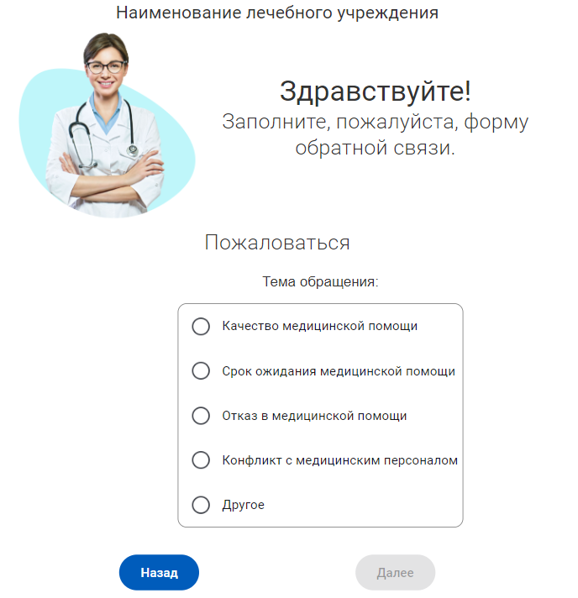 Наименование лечебного учреждения
Здравствуйте!
Заполните, пожалуйста, форму
обратной связи.
Пожаловаться
Тема обращения:
Качество медицинской помощи
Срок ожидания медицинской помощи
Отказ в медицинской помощи
Конфликт с медицинским персоналом
Другое
Назад
Далее